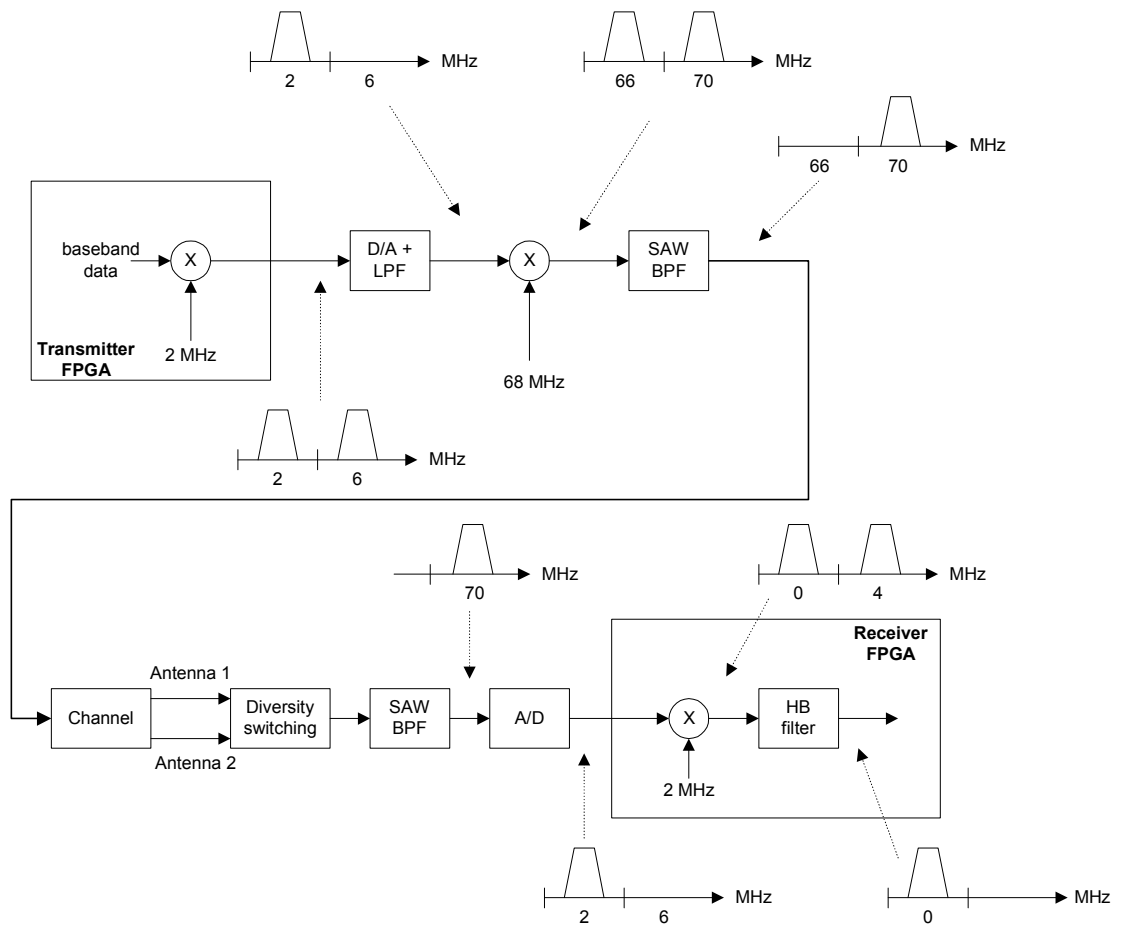 MHz
2 6
MHz
66 70
MHz
66 70
baseband
data
X
2 MHz
Transmitter
FPGA
D/A +
LPF
X
68 MHz
SAW
BPF
MHz
2 6
MHz
70
MHz
0 4
Receiver
FPGA
Channel
Antenna 1
Antenna 2
Diversity
switching
SAW
BPF
A/D
X
2 MHz
HB
filter
MHz
2 6
MHz
0